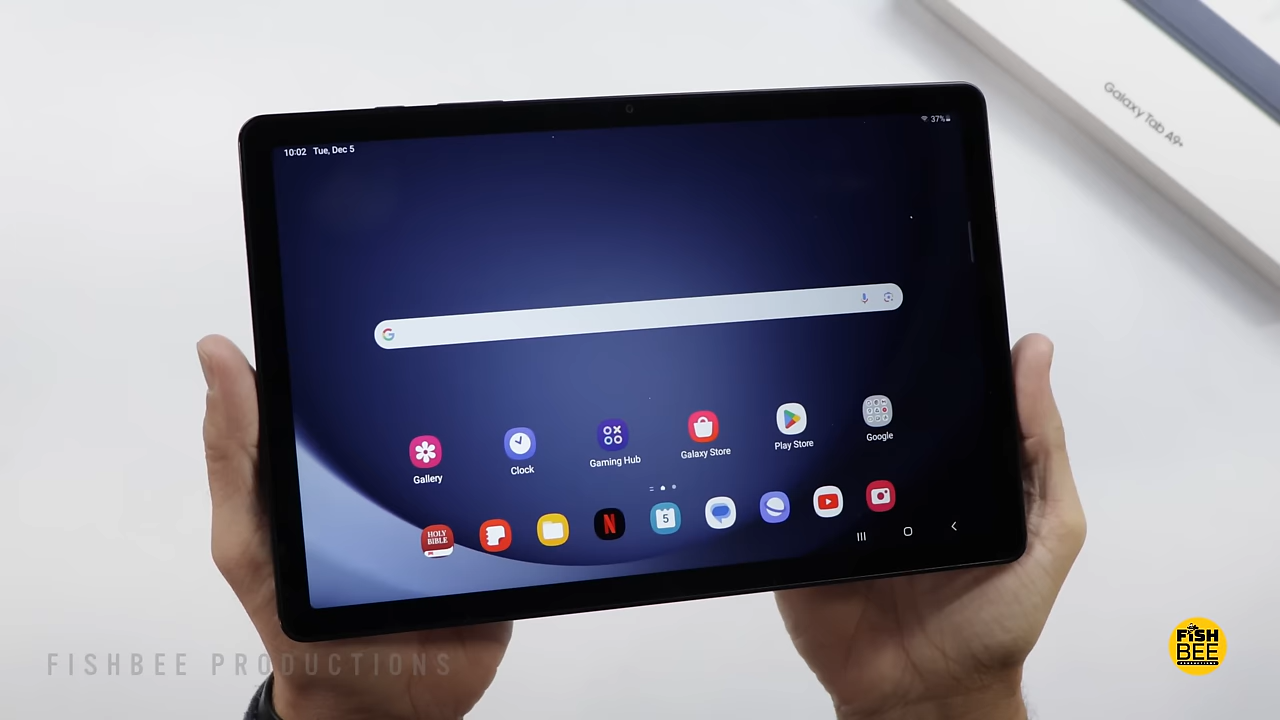 Galaxy Tab A9+
10:02 Tue, Dec 5
37%
Gallery
Clock
Gaming Hub
Galaxy Store
Play Store
Google
HOLY
BIBLE
N
5
FISHBEE PRODUCTIONS
FISH
BEE